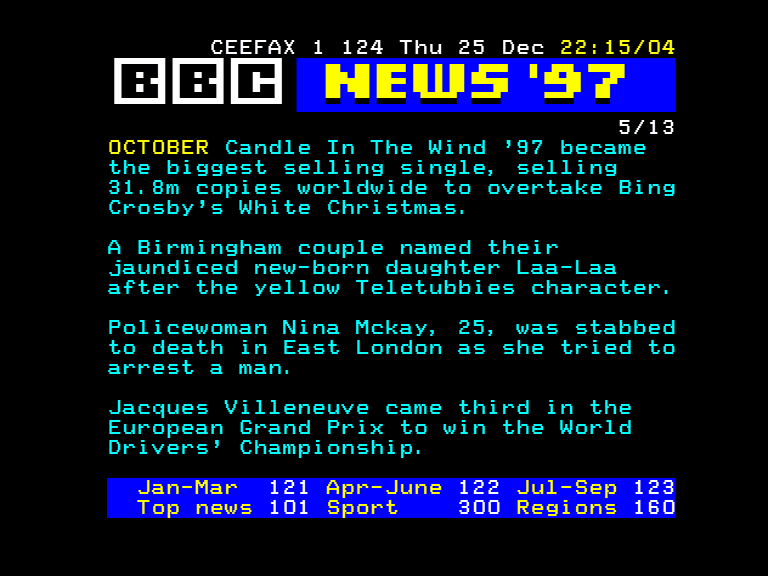 CEEFAX 1 124 Thu 25 Dec 22:15/04
BBC NEWS '97
5/13
OCTOBER Candle In The Wind '97 became
the biggest selling single, selling
31.8m copies worldwide to overtake Bing
Crosby's White Christmas.
A Birmingham couple named their
jaundiced new-born daughter Laa-Laa
after the yellow Teletubbies character.
Policewoman Nina Mckay, 25, was stabbed
to death in East London as she tried to
arrest a man.
Jacques Villeneuve came third in the
European Grand Prix to win the World
Drivers' Championship.
Jan-Mar 121 Apr-June 122 Jul-Sep 123
Top news 101 Sport 300 Regions 160